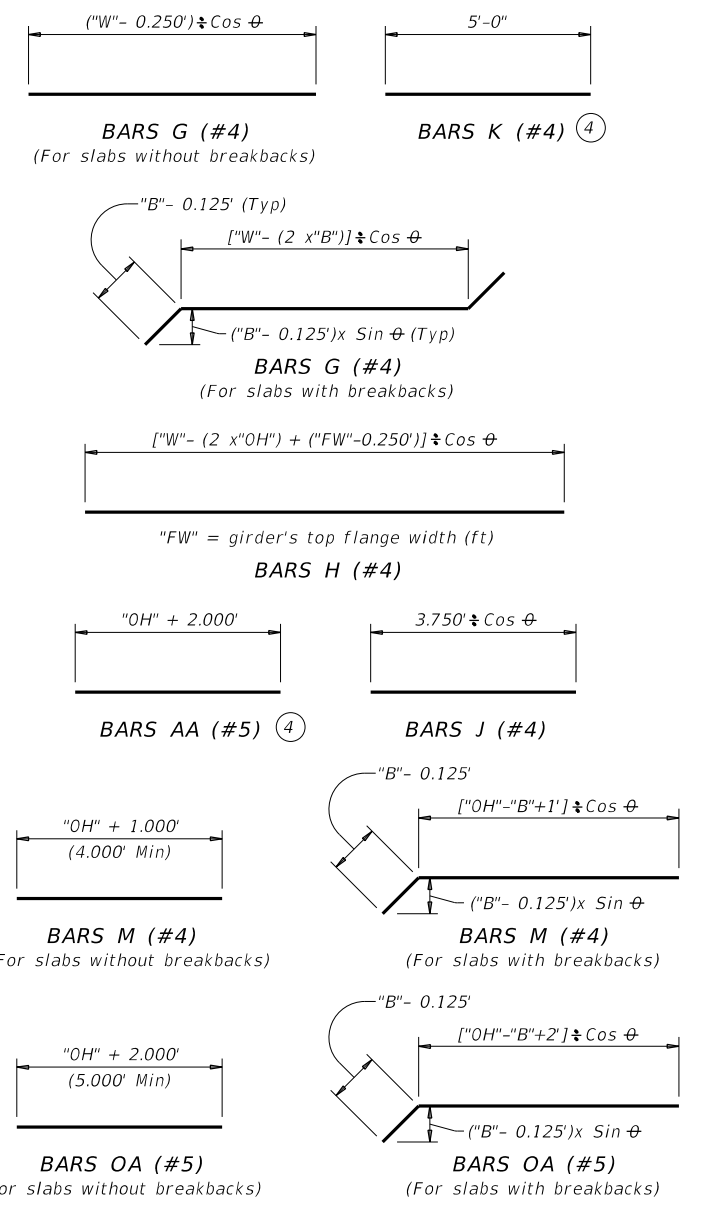 ("W"– 0.250')÷Cos θ
5'-0"
BARS G (#4)
(For slabs without breakbacks)
BARS K (#4) 4
"B"– 0.125' (Typ)
["W"– (2 x"B")]÷Cos θ
("B"– 0.125')x Sin θ (Typ)
BARS G (#4)
(For slabs with breakbacks)
["W"– (2 x"OH") + ("FW"–0.250')]÷Cos θ
"FW" = girder's top flange width (ft)
BARS H (#4)
"OH" + 2.000'
3.750'÷Cos θ
BARS AA (#5) 4
BARS J (#4)
"B"– 0.125'
["OH"–"B"+1']÷Cos θ
"OH" + 1.000'
(4.000' Min)
("B"– 0.125')x Sin θ
BARS M (#4)
For slabs without breakbacks)
BARS M (#4)
(For slabs with breakbacks)
"B"– 0.125'
["OH"–"B"+2']÷Cos θ
"OH" + 2.000'
(5.000' Min)
("B"– 0.125')x Sin θ
BARS OA (#5)
or slabs without breakbacks)
BARS OA (#5)
(For slabs with breakbacks)